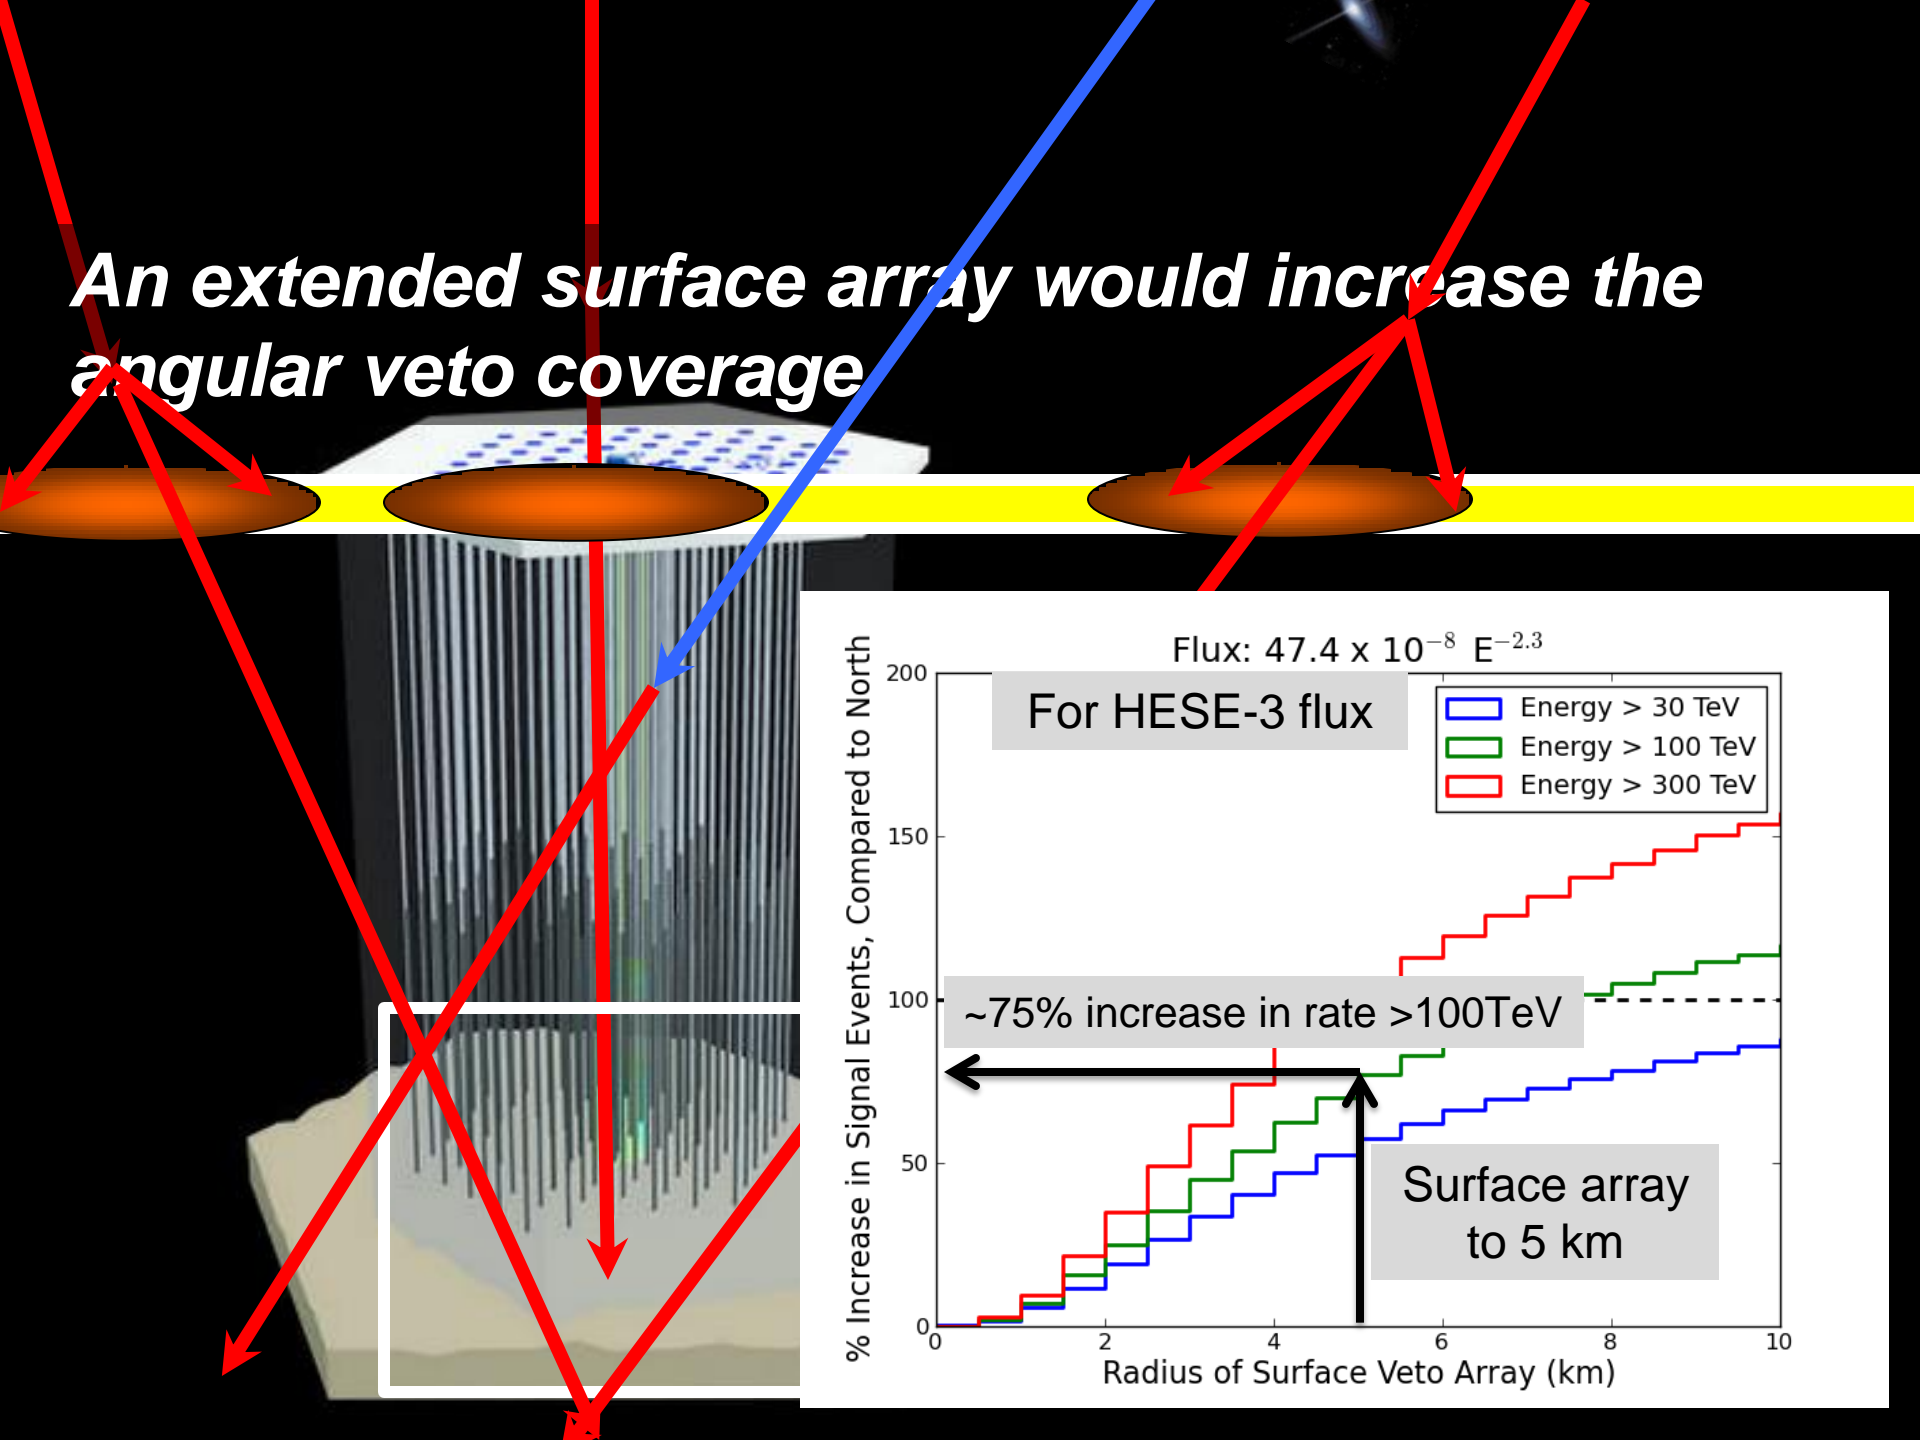 An extended surface array would increase the
angular veto coverage
Flux: 47.4 x 10⁻⁸ E⁻²·³
For HESE-3 flux
Energy > 30 TeV
Energy > 100 TeV
Energy > 300 TeV
% Increase in Signal Events, Compared to North
200
150
100
50
0
~75% increase in rate >100TeV
Surface array
to 5 km
0 2 4 6 8 10
Radius of Surface Veto Array (km)